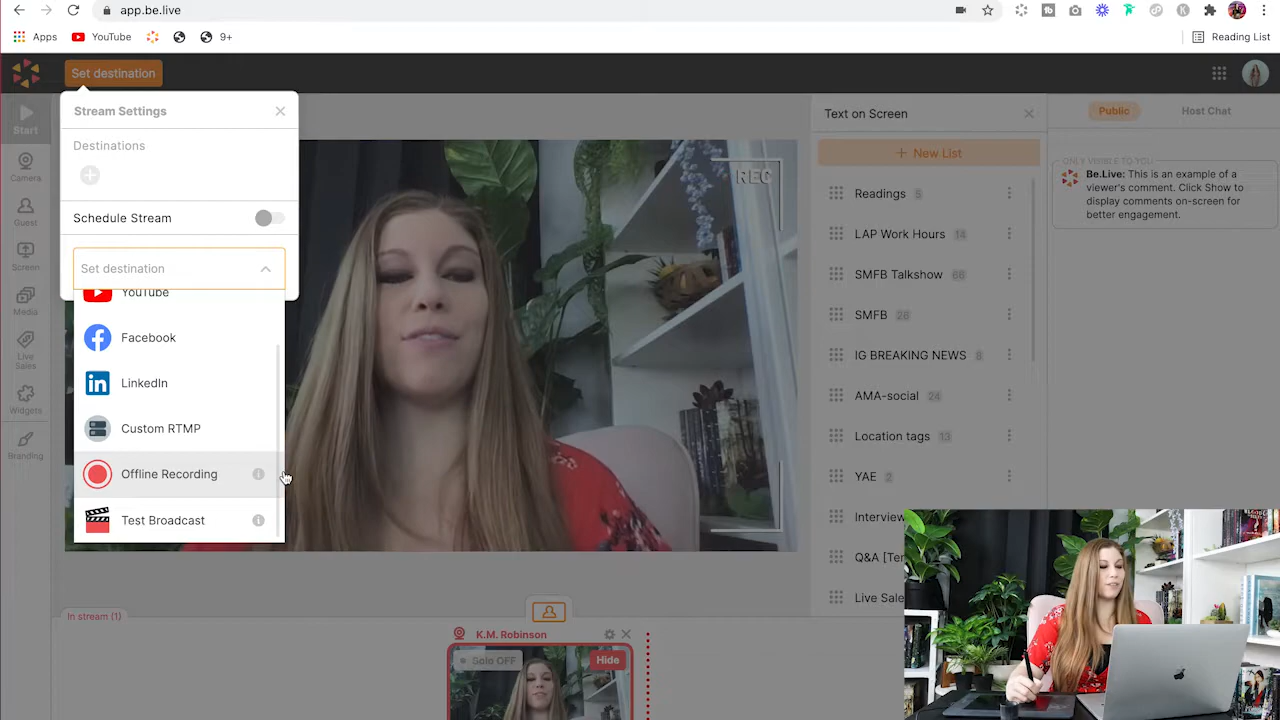 app.be.live
Apps
YouTube
9+
Reading List
Set destination
Start
Camera
Guest
Screen
Media
Live
Sales
Widgets
Branding
Stream Settings
Destinations
Schedule Stream
Set destination
YouTube
Facebook
LinkedIn
Custom RTMP
Offline Recording
Test Broadcast
REC
In stream (1)
K.M. Robinson
Solo OFF
Hide
Text on Screen
+ New List
Readings 5
LAP Work Hours 14
SMFB Talkshow 66
SMFB 28
IG BREAKING NEWS 8
AMA-social 24
Location tags 13
YAE 2
Interview
Q&A [Te
Live Sale
Public
Host Chat
ONLY VISIBLE TO YOU
Be.Live: This is an example of a
viewer's comment. Click Show to
display comments on-screen for
better engagement.